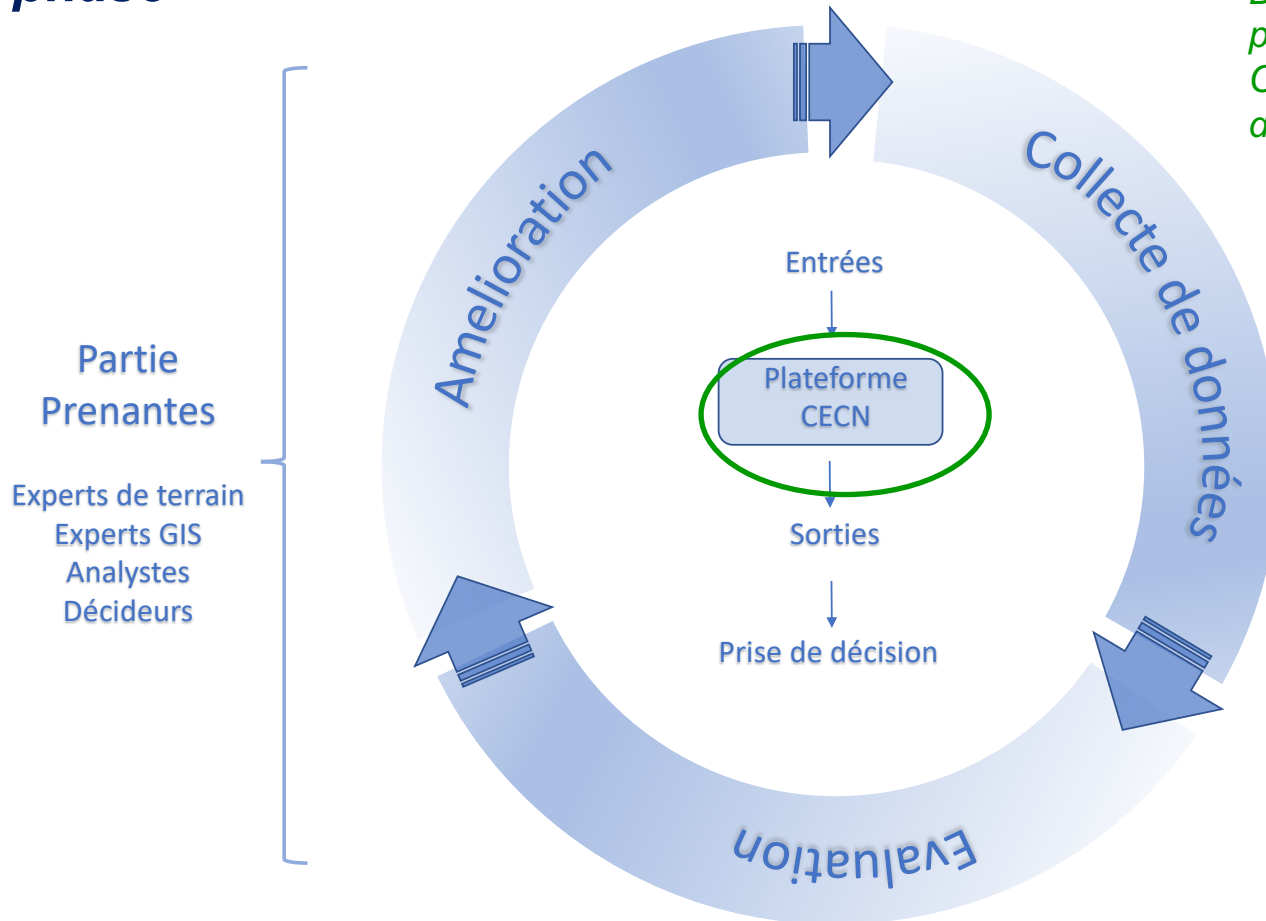 phase
Collecte de données
Amelioration
Entrées
Plateforme
CECN
Sorties
Prise de décision
Evaluation
Partie
Prenantes
Experts de terrain
Experts GIS
Analystes
Décideurs